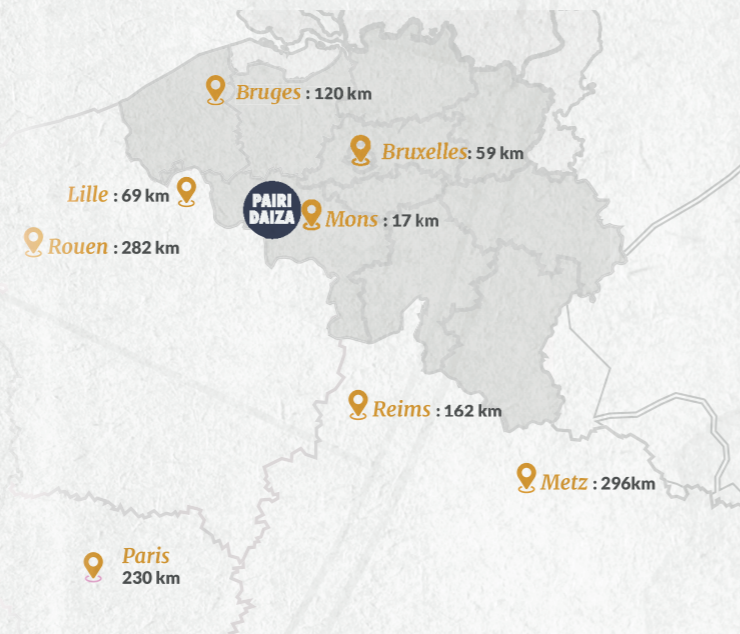 Bruges : 120 km
Bruxelles: 59 km
Lille : 69 km
PAIRI
DAIZA
Mons : 17 km
Rouen : 282 km
Reims : 162 km
Metz : 296km
Paris
230 km